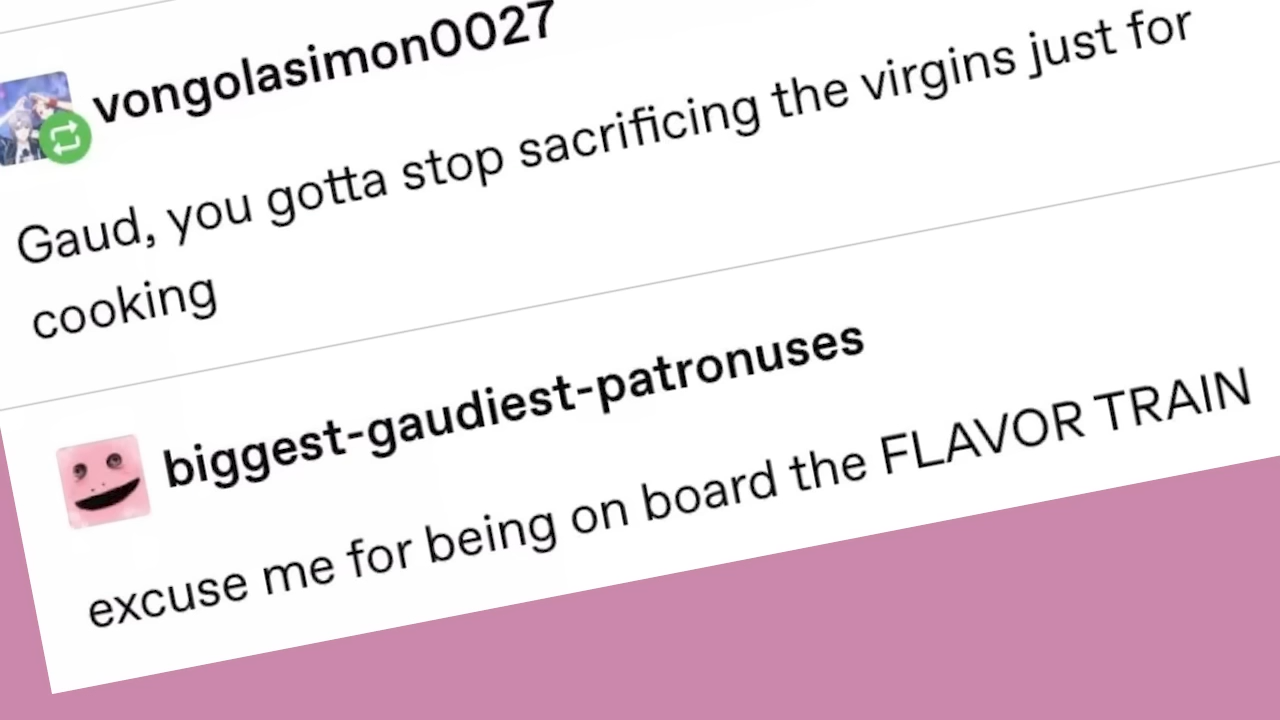 vongolasimon0027
Gaud, you gotta stop sacrificing the virgins just for
cooking
biggest-gaudiest-patronuses
excuse me for being on board the FLAVOR TRAIN